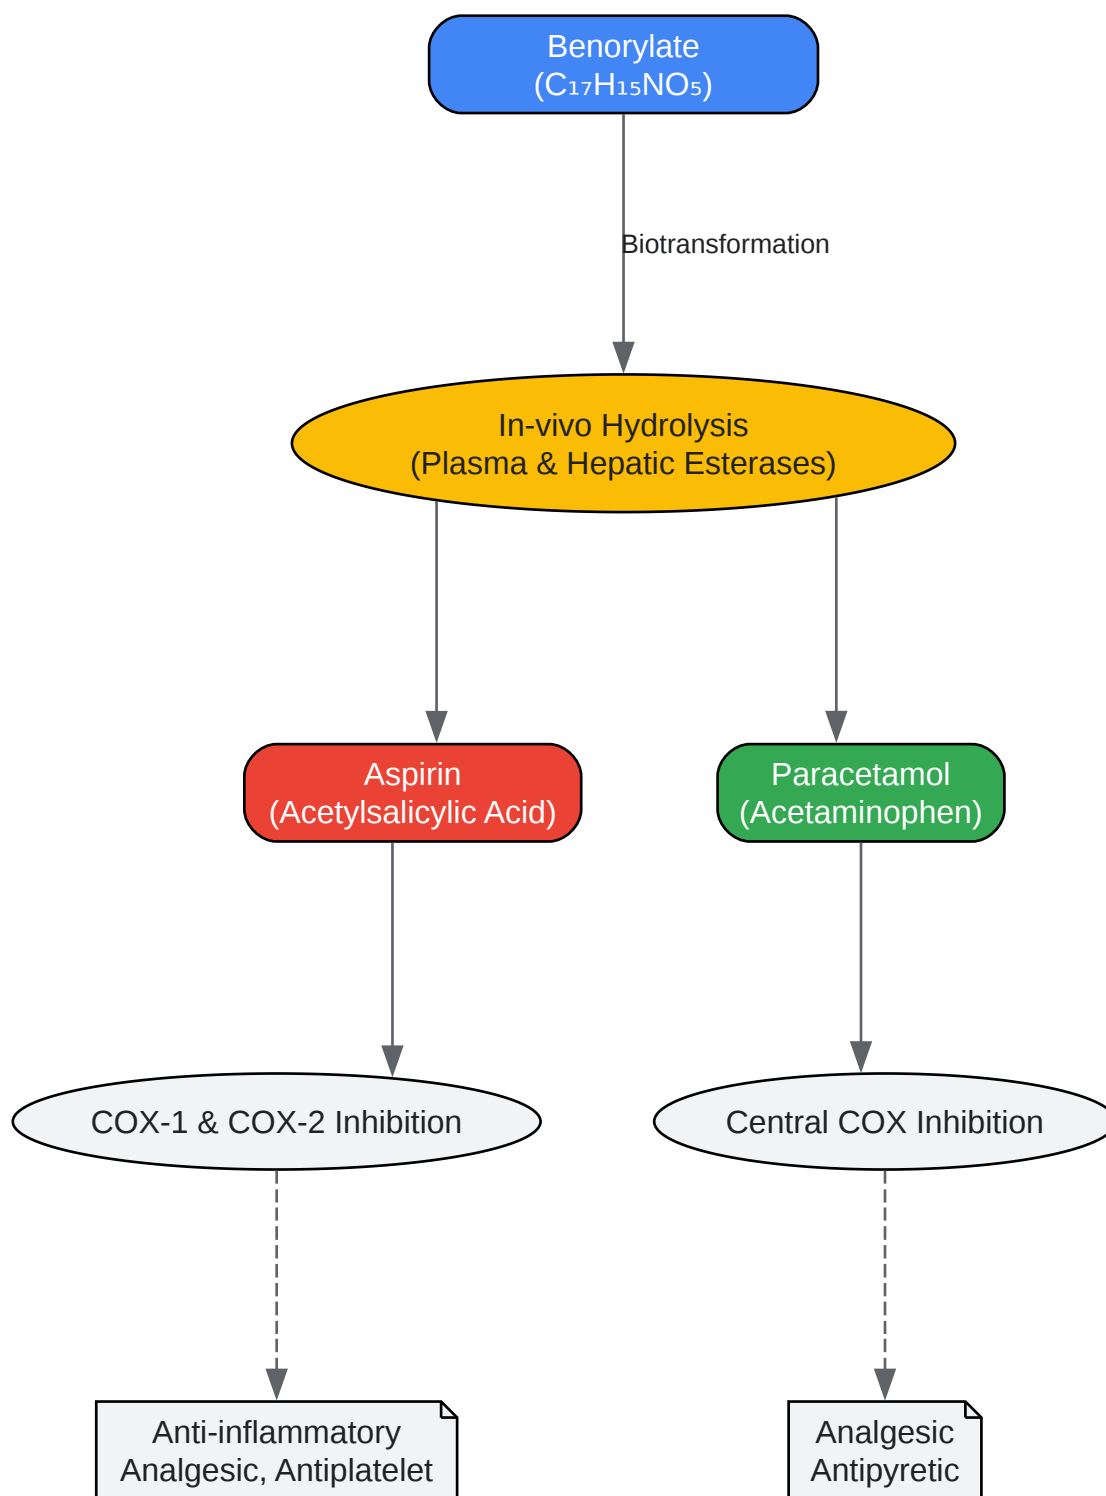 Benorylate
(C₁₇H₁₅NO₅)
Biotransformation
In-vivo Hydrolysis
(Plasma & Hepatic Esterases)
Aspirin
(Acetylsalicylic Acid)
Paracetamol
(Acetaminophen)
COX-1 & COX-2 Inhibition
Central COX Inhibition
Anti-inflammatory
Analgesic, Antiplatelet
Analgesic
Antipyretic